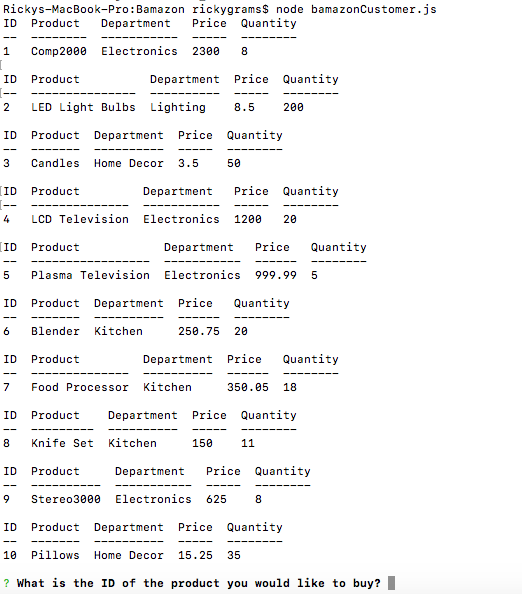 Rickys-MacBook-Pro:Bamazon rickygrams$ node bamazonCustomer.js
ID  Product   Department   Price  Quantity
--  --------  -----------  -----  --------
1   Comp2000  Electronics  2300   8
ID  Product          Department  Price  Quantity
--  ---------------  ----------  -----  --------
2   LED Light Bulbs  Lighting    8.5    200
ID  Product  Department  Price  Quantity
--  -------  ----------  -----  --------
3   Candles  Home Decor  3.5    50
ID  Product         Department   Price  Quantity
--  --------------  -----------  -----  --------
4   LCD Television  Electronics  1200   20
ID  Product            Department   Price   Quantity
--  -----------------  -----------  ------  --------
5   Plasma Television  Electronics  999.99  5
ID  Product  Department  Price   Quantity
--  -------  ----------  ------  --------
6   Blender  Kitchen     250.75  20
ID  Product         Department  Price   Quantity
--  --------------  ----------  ------  --------
7   Food Processor  Kitchen     350.05  18
ID  Product    Department  Price  Quantity
--  ---------  ----------  -----  --------
8   Knife Set  Kitchen     150    11
ID  Product     Department   Price  Quantity
--  ----------  -----------  -----  --------
9   Stereo3000  Electronics  625    8
ID  Product  Department  Price  Quantity
--  -------  ----------  -----  --------
10  Pillows  Home Decor  15.25  35
? What is the ID of the product you would like to buy?